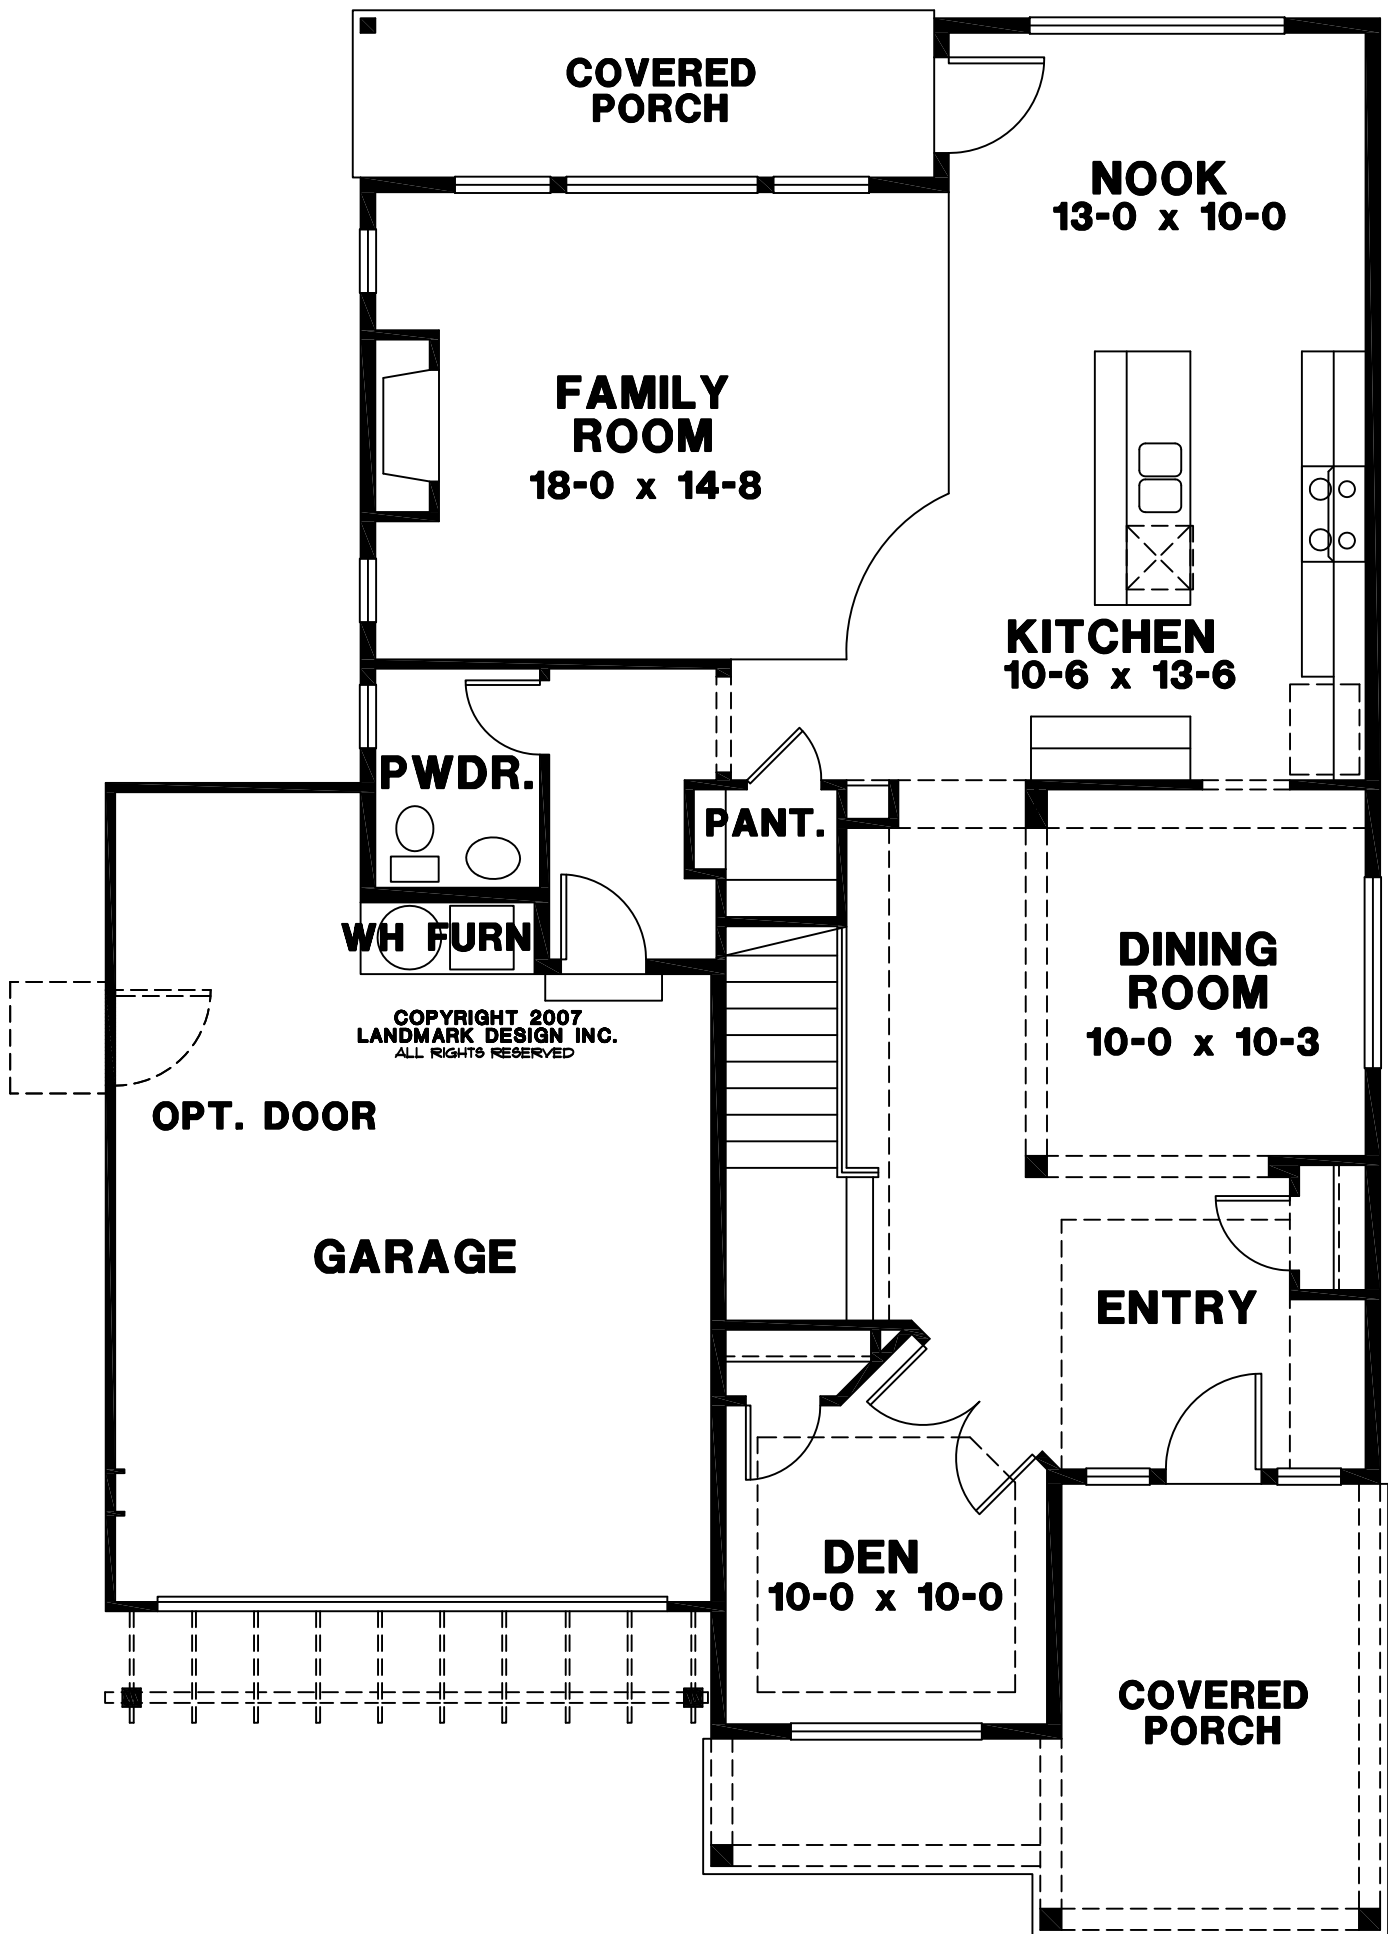 COVERED
PORCH
NOOK
13-0 x 10-0
FAMILY
ROOM
18-0 x 14-8
KITCHEN
10-6 x 13-6
PWDR.
PANT.
WH FURN
DINING
ROOM
10-0 x 10-3
COPYRIGHT 2007
LANDMARK DESIGN INC.
ALL RIGHTS RESERVED
OPT. DOOR
GARAGE
ENTRY
DEN
10-0 x 10-0
COVERED
PORCH